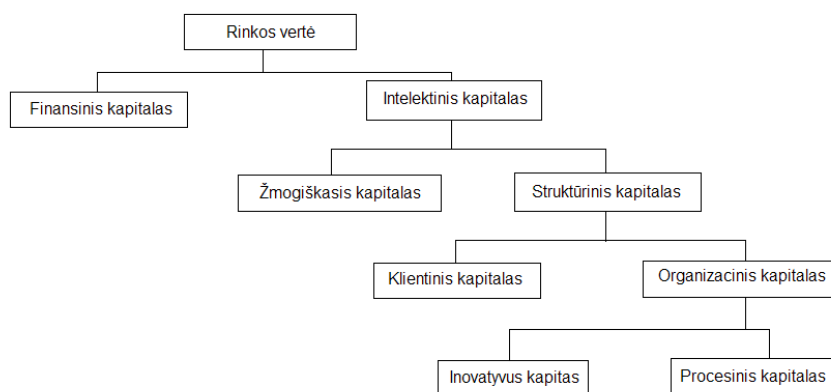 Rinkos vertė
Finansinis kapitalas
Intelektinis kapitalas
Žmogiškasis kapitalas
Struktūrinis kapitalas
Klientinis kapitalas
Organizacinis kapitalas
Inovatyvus kapitas
Procesinis kapitalas